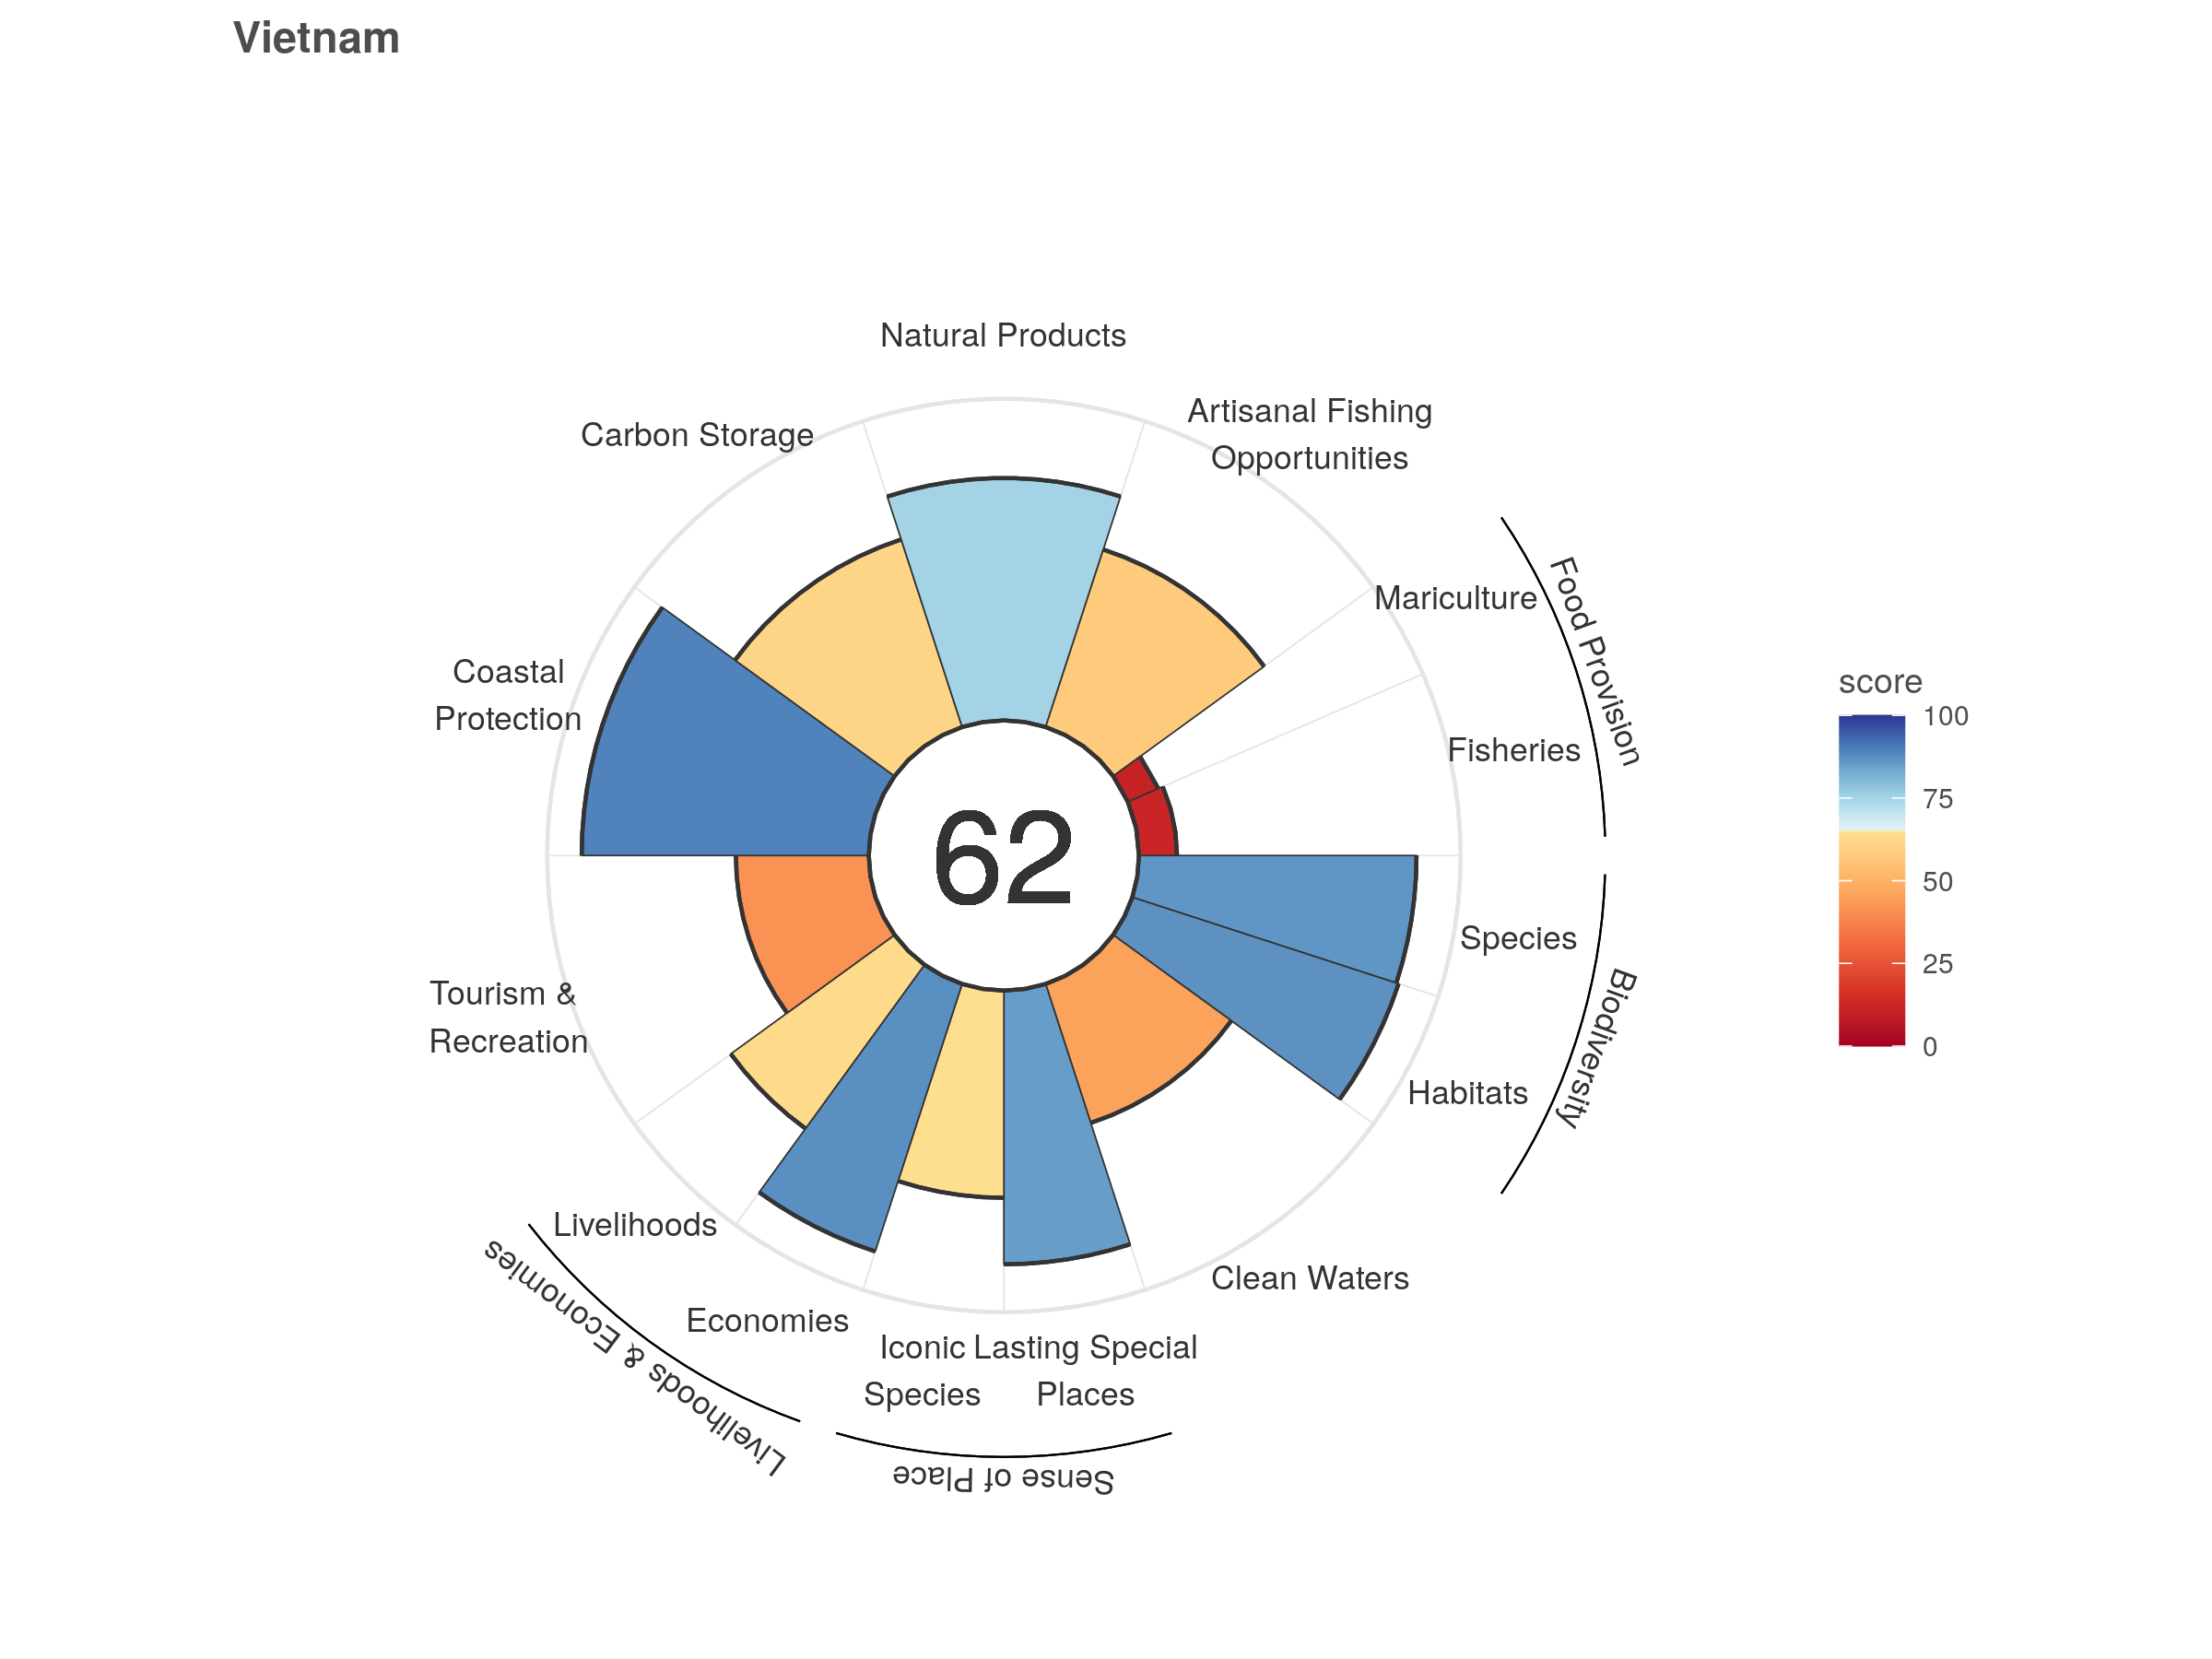 Vietnam
Natural Products
Artisanal Fishing
Opportunities
Carbon Storage
Mariculture
Food Provision
Fisheries
Coastal
Protection
62
score
100
75
50
25
0
Species
Biodiversity
Habitats
Tourism &
Recreation
Livelihoods
Livelihoods & Economies
Economies
Clean Waters
Iconic
Species
Lasting Special
Places
Sense of Place